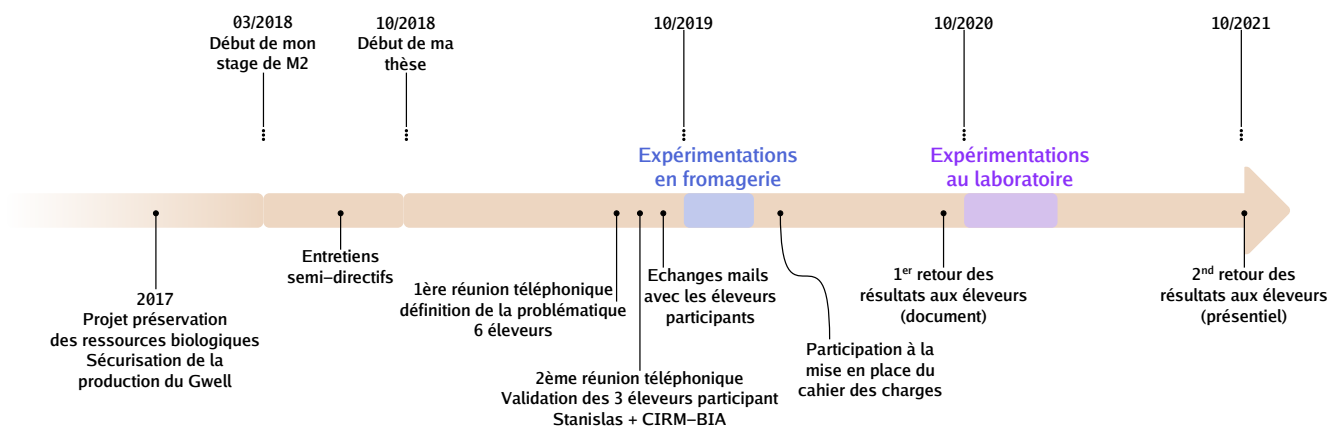 03/2018
Début de mon
stage de M2
10/2018
Début de ma
thèse
10/2019
10/2020
10/2021
Expérimentations
en fromagerie
Expérimentations
au laboratoire
2017
Projet préservation
des ressources biologiques
Sécurisation de la
production du Gwell
Entretiens
semi-directifs
1ère réunion téléphonique
définition de la problématique
6 éleveurs
2ème réunion téléphonique
Validation des 3 éleveurs participant
Stanislas + CIRM-BIA
Echanges mails
avec les éleveurs
participants
Participation à la
mise en place du
cahier des charges
1er retour des
résultats aux éleveurs
(document)
2nd retour des
résultats aux éleveurs
(présentiel)